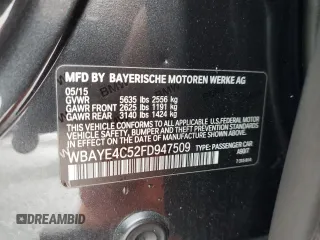 MFD BY BAYERISCHE MOTOREN WERKE AG
05/15
GVWR 5635 lbs 2556 kg
GAWR FRONT 2625 lbs 1191 kg
GAWR REAR 3140 lbs 1424 kg
THIS VEHICLE CONFORMS TO ALL APPLICABLE FEDERAL MOTOR
VEHICLE SAFETY, BUMPER, AND THEFT PREVENTION STANDARDS
IN EFFECT ON THE DATE OF MANUFACTURE SHOWN ABOVE.
WBAYE4C52FD947509 TYPE: PASSENGER CAR
DREAMBID